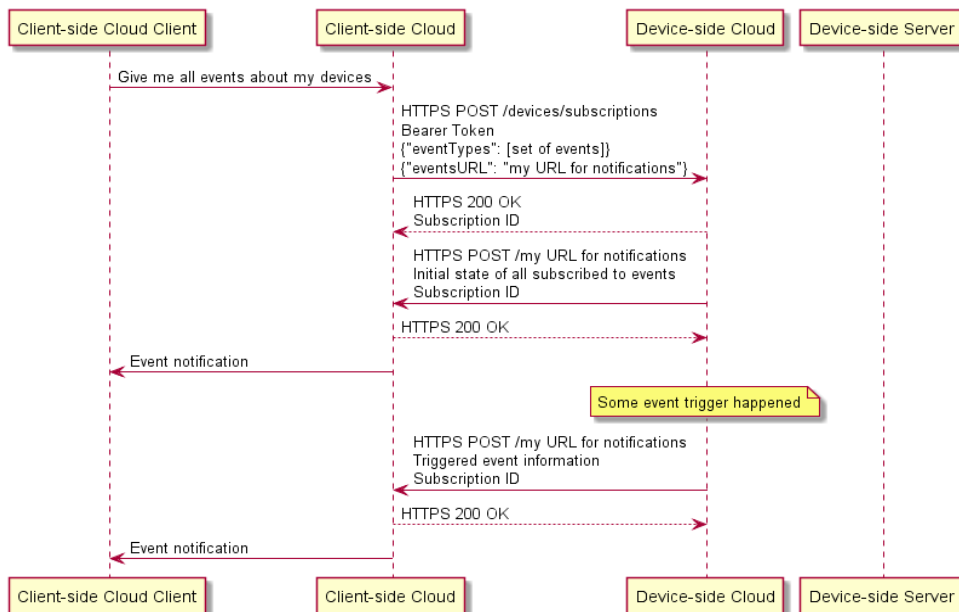 Client-side Cloud Client
Client-side Cloud
Device-side Cloud
Device-side Server
Give me all events about my devices
HTTPS POST /devices/subscriptions
Bearer Token
{"eventTypes": [set of events]}
{"eventsURL": "my URL for notifications"}
HTTPS 200 OK
Subscription ID
HTTPS POST /my URL for notifications
Initial state of all subscribed to events
Subscription ID
HTTPS 200 OK
Event notification
Some event trigger happened
HTTPS POST /my URL for notifications
Triggered event information
Subscription ID
HTTPS 200 OK
Event notification
Client-side Cloud Client
Client-side Cloud
Device-side Cloud
Device-side Server